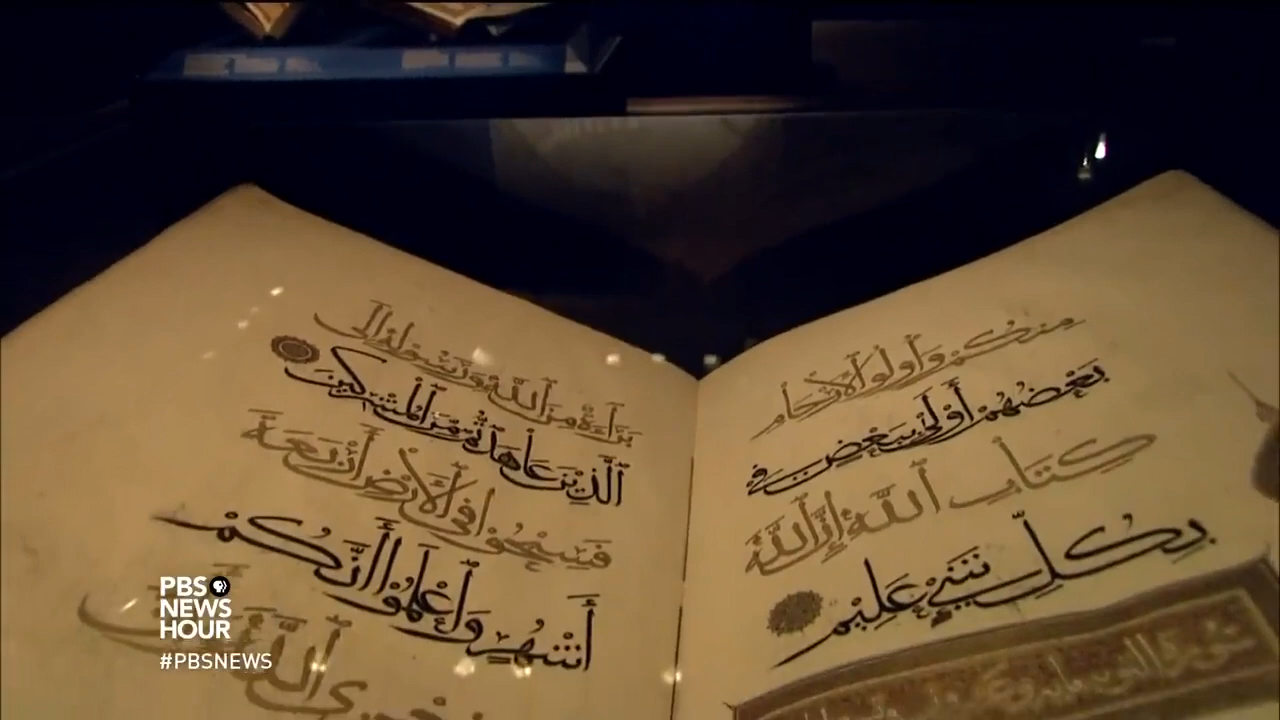 منكم وأولوا الأرحام
بعضهم أولى ببعض في
كتاب الله إن الله
بكل شيء عليم
براءة من الله ورسوله إلى
الذين عاهدتم من المشركين
فسيحوا في الأرض أربعة
أشهر واعلموا أنكم
الله
PBS
NEWS
HOUR
#PBSNEWS